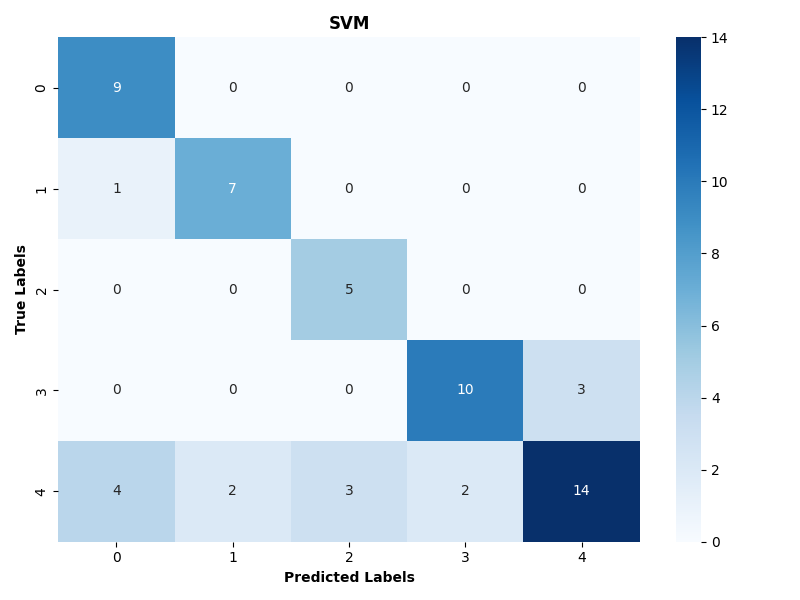 SVM
0 9 0 0 0 0
1 1 7 0 0 0
2 0 0 5 0 0
3 0 0 0 10 3
4 4 2 3 2 14
0 1 2 3 4
True Labels
Predicted Labels
14
12
10
8
6
4
2
0